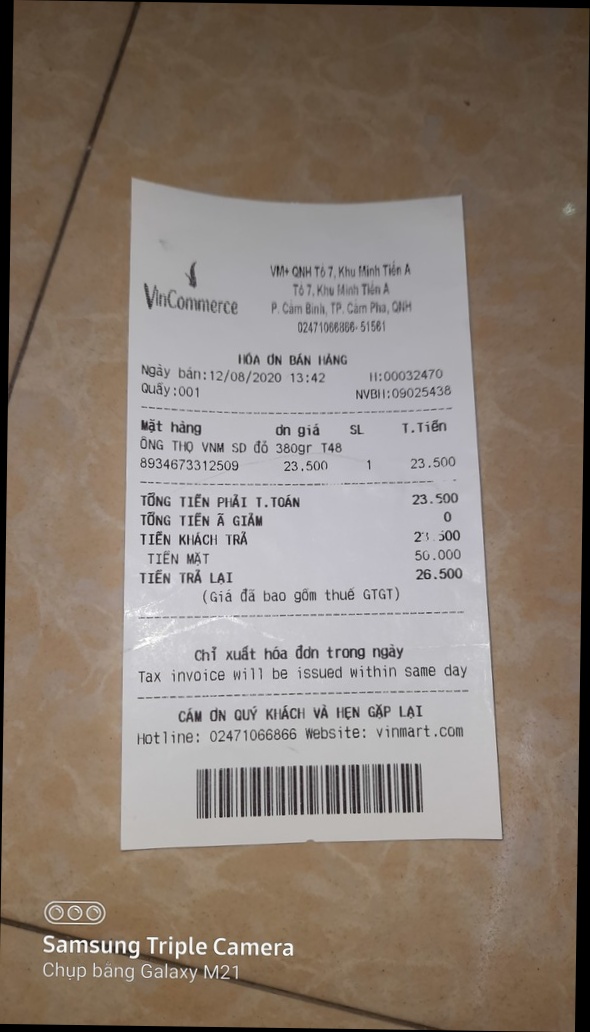 VinCommerce
VM+ QNH Tổ 7, Khu Minh Tiến A
Tổ 7, Khu Minh Tiến A
P. Cẩm Bình, TP. Cẩm Phả, QNH
02471066866-51561
HÓA ƠN BÁN HÀNG
Ngày bán:12/08/2020 13:42 H:00032470
Quầy:001 NVBH:09025438
Mặt hàng ơn giá SL T.Tiền
ÔNG THỌ VNM SD đỏ 380gr T48
8934673312509 23.500 1 23.500
TỔNG TIỀN PHẢI T.TOÁN 23.500
TỔNG TIỀN Ã GIẢM 0
TIỀN KHÁCH TRẢ
TIỀN MẶT 50.000
TIỀN TRẢ LẠI 26.500
(Giá đã bao gồm thuế GTGT)
Chỉ xuất hóa đơn trong ngày
Tax invoice will be issued within same day
CÁM ƠN QUÝ KHÁCH VÀ HẸN GẶP LẠI
Hotline: 02471066866 Website: vinmart.com
Samsung Triple Camera
Chụp bằng Galaxy M21